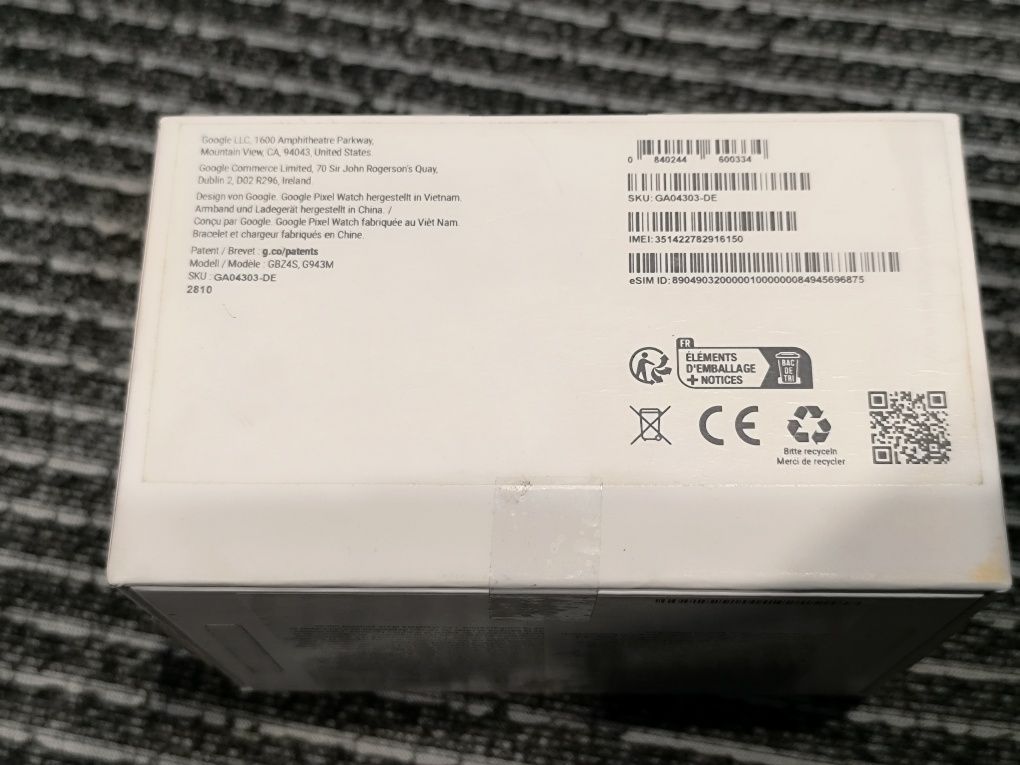 Google LLC, 1600 Amphitheatre Parkway,
Mountain View, CA, 94043, United States.
Google Commerce Limited, 70 Sir John Rogerson's Quay,
Dublin 2, D02 R296, Ireland.
Design von Google. Google Pixel Watch hergestellt in Vietnam.
Armband und Ladegerät hergestellt in China. /
Conçu par Google. Google Pixel Watch fabriquée au Việt Nam.
Bracelet et chargeur fabriqués en Chine.
Patent / Brevet : g.co/patents
Modell / Modèle : GBZ4S, G943M
SKU : GA04303-DE
2810
0 840244 600334
SKU: GA04303-DE
IMEI: 351422782916150
eSIM ID: 89049032000001000000084945696875
FR
ÉLÉMENTS
D'EMBALLAGE
+ NOTICES
BAC
DE
TRI
CE
Bitte recyceln
Merci de recycler